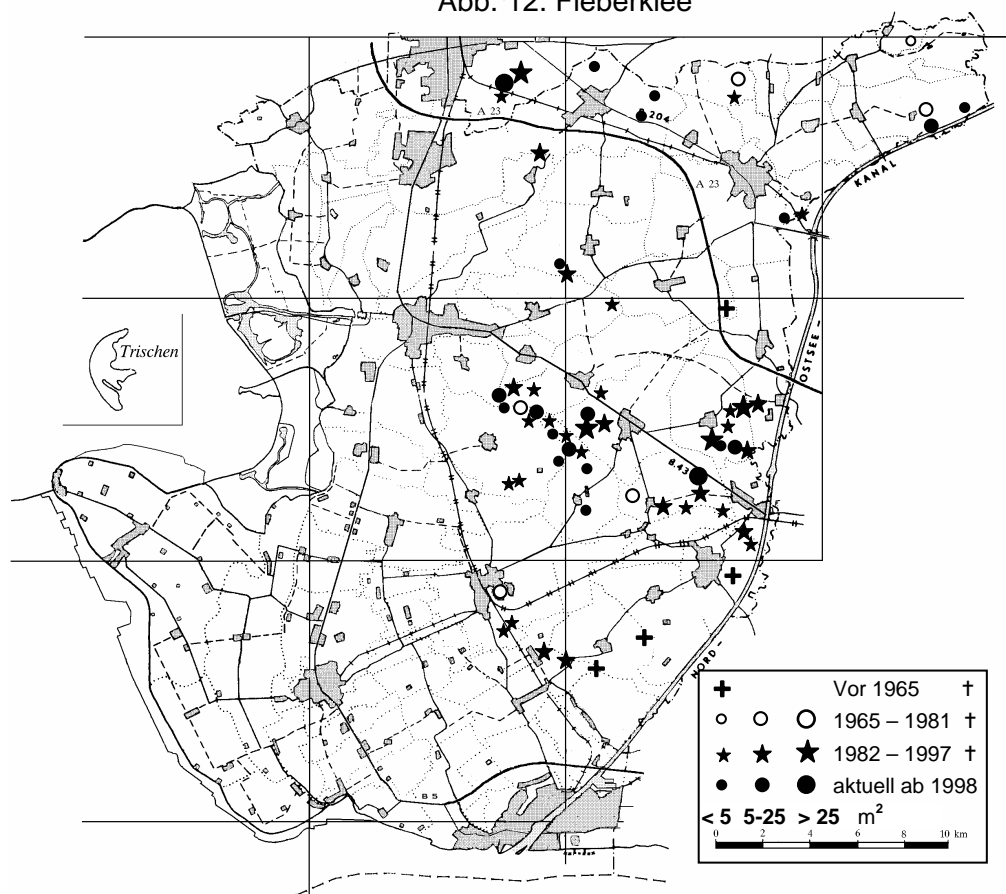 Abb. 12: Fieberklee
A 23
204
KANAL
A 23
Trischen
OSTSEE –
B.43
NORD –
B 5
Vor 1965 †
1965 – 1981 †
1982 – 1997 †
aktuell ab 1998
< 5 5-25 > 25 m²
0 2 4 6 8 10 km